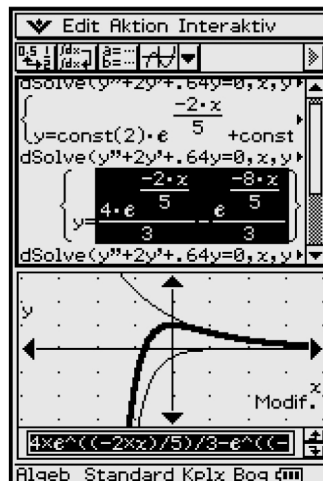 Edit Aktion Interaktiv
dSolve(y''+2y'+.64y=0,x,y
{y=const(2)·e^(-2·x/5)+const
dSolve(y''+2y'+.64y=0,x,y
{y=4·e^(-2·x/5)/3-e^(-8·x/5)/3}
dSolve(y''+2y'+.64y=0,x,y
y
x
Modif.
4×e^((-2×x)/5)/3-e^((-
Algeb Standard Kplx Bog